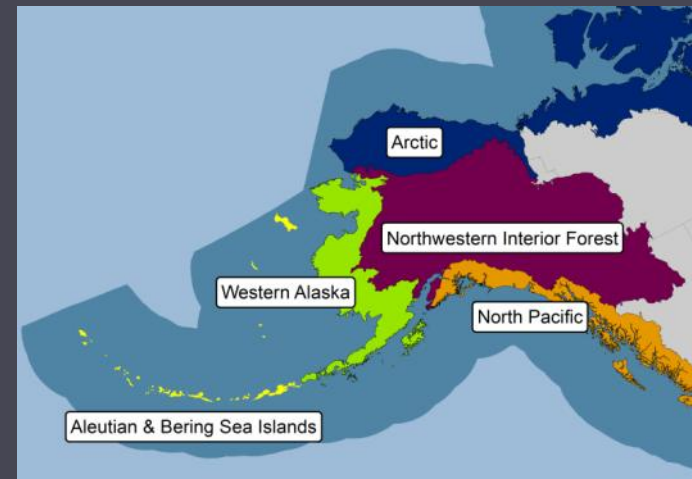 Arctic
Northwestern Interior Forest
Western Alaska
North Pacific
Aleutian & Bering Sea Islands